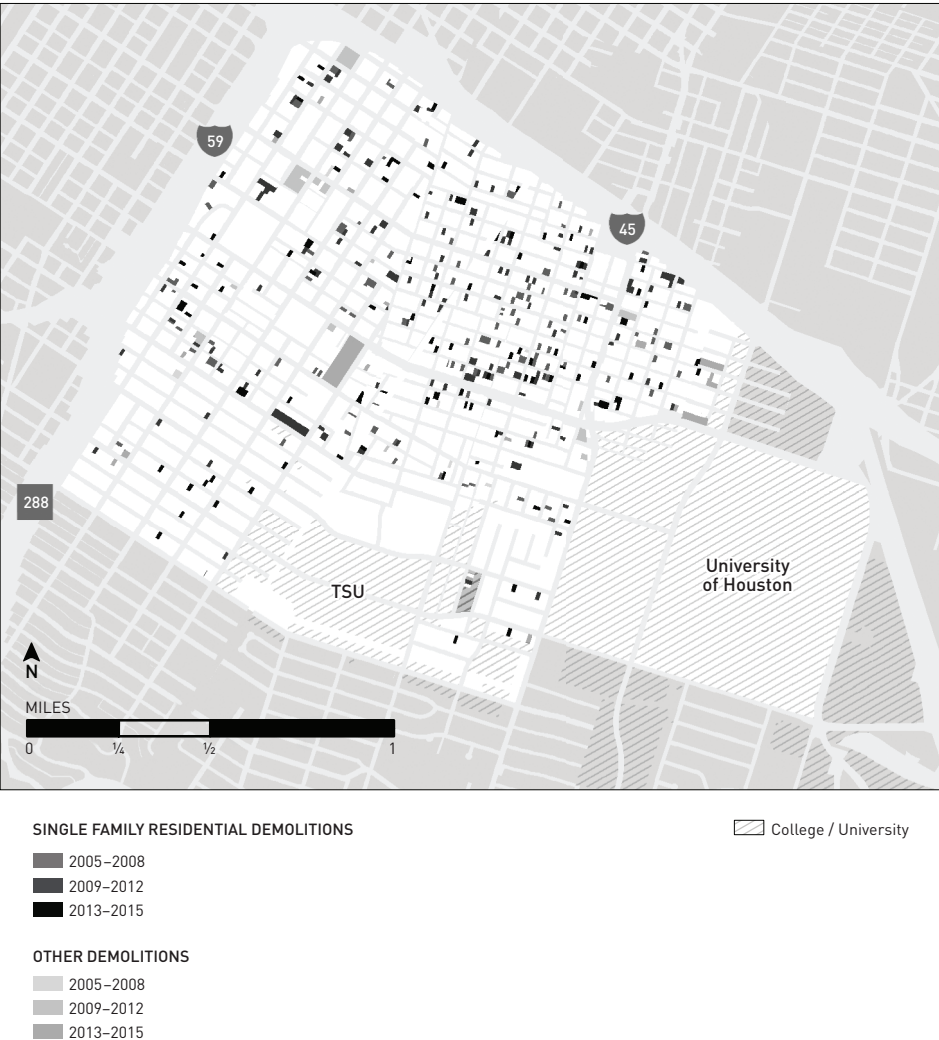 59
45
288
University
of Houston
TSU
N
MILES
0 ¼ ½ 1
SINGLE FAMILY RESIDENTIAL DEMOLITIONS
2005–2008
2009–2012
2013–2015
College / University
OTHER DEMOLITIONS
2005–2008
2009–2012
2013–2015